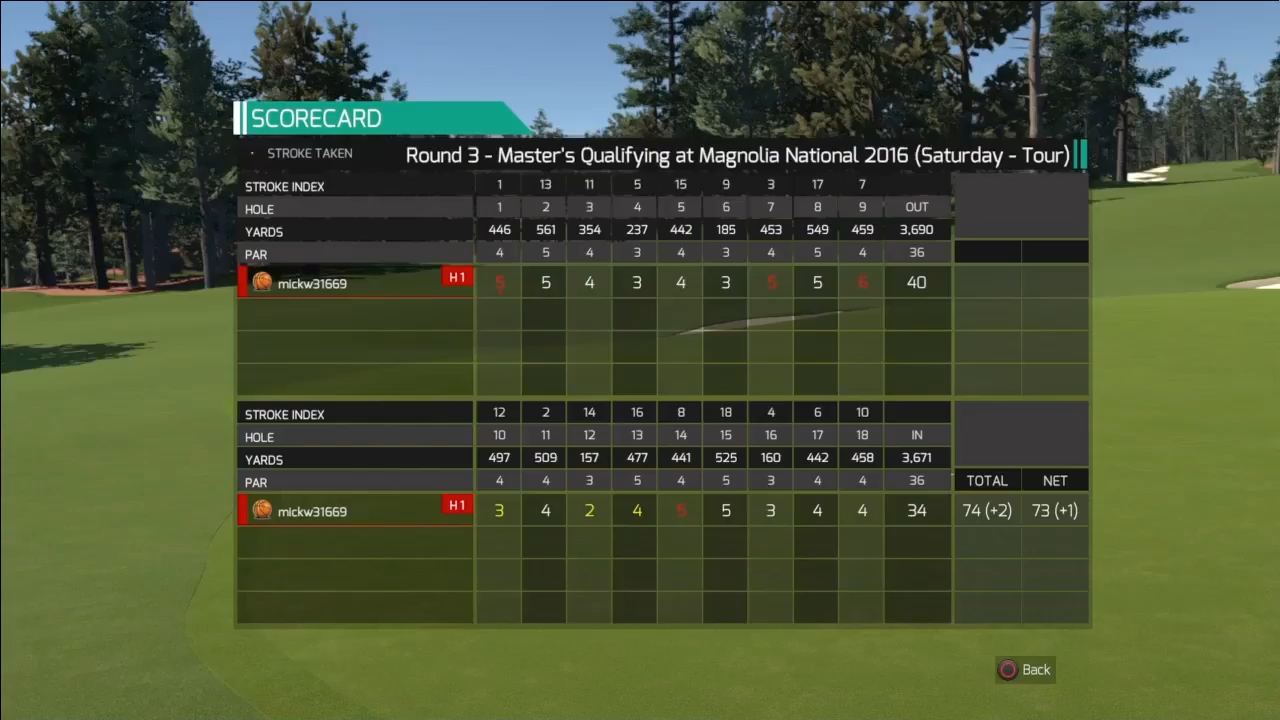 SCORECARD
· STROKE TAKEN Round 3 - Master's Qualifying at Magnolia National 2016 (Saturday - Tour)
STROKE INDEX 1 13 11 5 15 9 3 17 7
HOLE 1 2 3 4 5 6 7 8 9 OUT
YARDS 446 561 354 237 442 185 453 549 459 3,690
PAR 4 5 4 3 4 3 4 5 4 36
mickw31669 H1 5 5 4 3 4 3 5 5 6 40
STROKE INDEX 12 2 14 16 8 18 4 6 10
HOLE 10 11 12 13 14 15 16 17 18 IN
YARDS 497 509 157 477 441 525 160 442 458 3,671
PAR 4 4 3 5 4 5 3 4 4 36 TOTAL NET
mickw31669 H1 3 4 2 4 5 5 3 4 4 34 74 (+2) 73 (+1)
Back